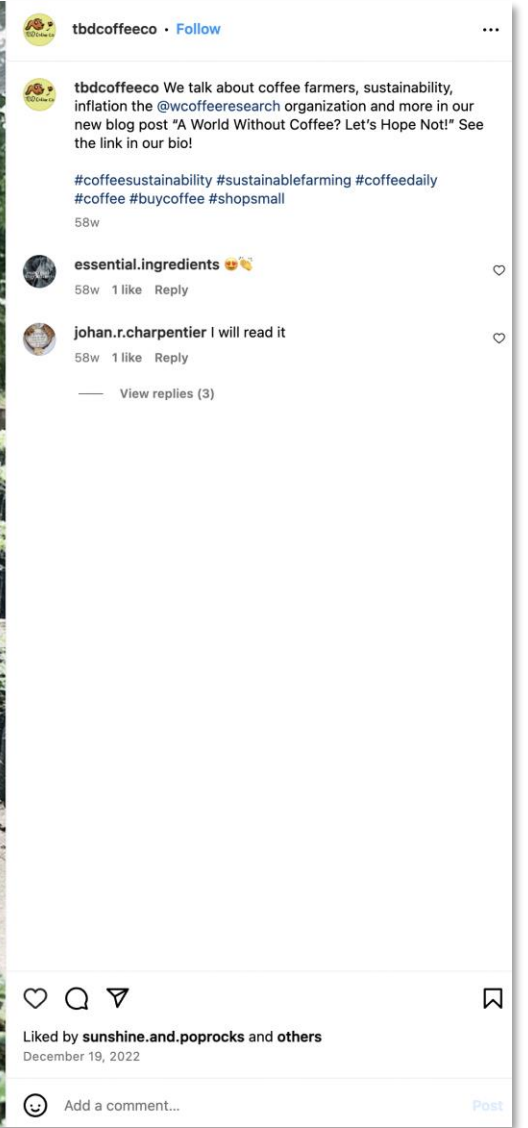 tbdcoffeeco • Follow
tbdcoffeeco We talk about coffee farmers, sustainability,
inflation the @wcoffeeresearch organization and more in our
new blog post “A World Without Coffee? Let’s Hope Not!” See
the link in our bio!
#coffeesustainability #sustainablefarming #coffeedaily
#coffee #buycoffee #shopsmall
58w
essential.ingredients 😍👏
58w 1 like Reply
johan.r.charpentier I will read it
58w 1 like Reply
View replies (3)
Liked by sunshine.and.poprocks and others
December 19, 2022
Add a comment...
Post